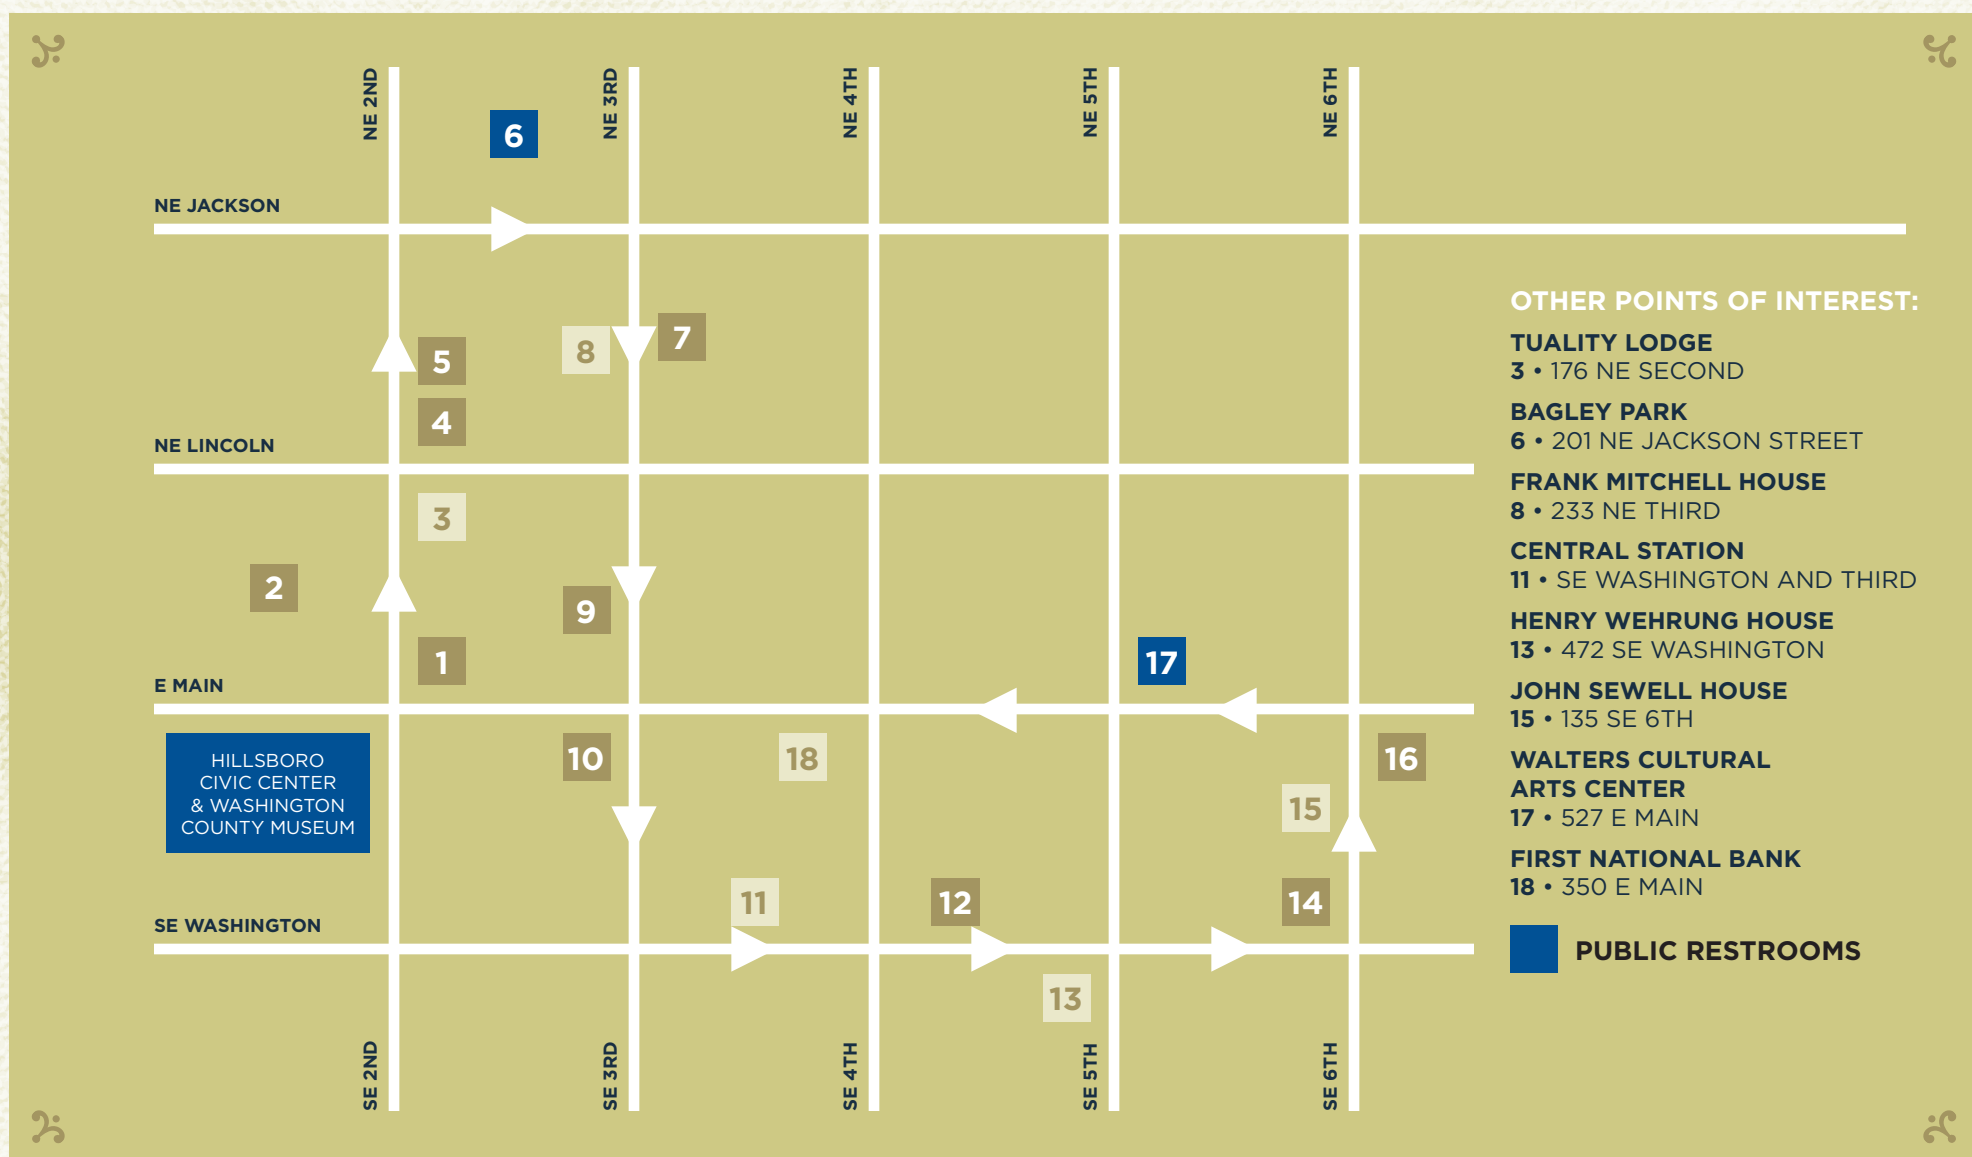 NE 2ND
NE 3RD
NE 4TH
NE 5TH
NE 6TH
6
NE JACKSON
5
8
7
4
NE LINCOLN
3
2
9
1
17
E MAIN
HILLSBORO
CIVIC CENTER
& WASHINGTON
COUNTY MUSEUM
10
18
16
15
11
12
14
SE WASHINGTON
13
SE 2ND
SE 3RD
SE 4TH
SE 5TH
SE 6TH
OTHER POINTS OF INTEREST:
TUALITY LODGE
3 • 176 NE SECOND
BAGLEY PARK
6 • 201 NE JACKSON STREET
FRANK MITCHELL HOUSE
8 • 233 NE THIRD
CENTRAL STATION
11 • SE WASHINGTON AND THIRD
HENRY WEHRUNG HOUSE
13 • 472 SE WASHINGTON
JOHN SEWELL HOUSE
15 • 135 SE 6TH
WALTERS CULTURAL
ARTS CENTER
17 • 527 E MAIN
FIRST NATIONAL BANK
18 • 350 E MAIN
PUBLIC RESTROOMS